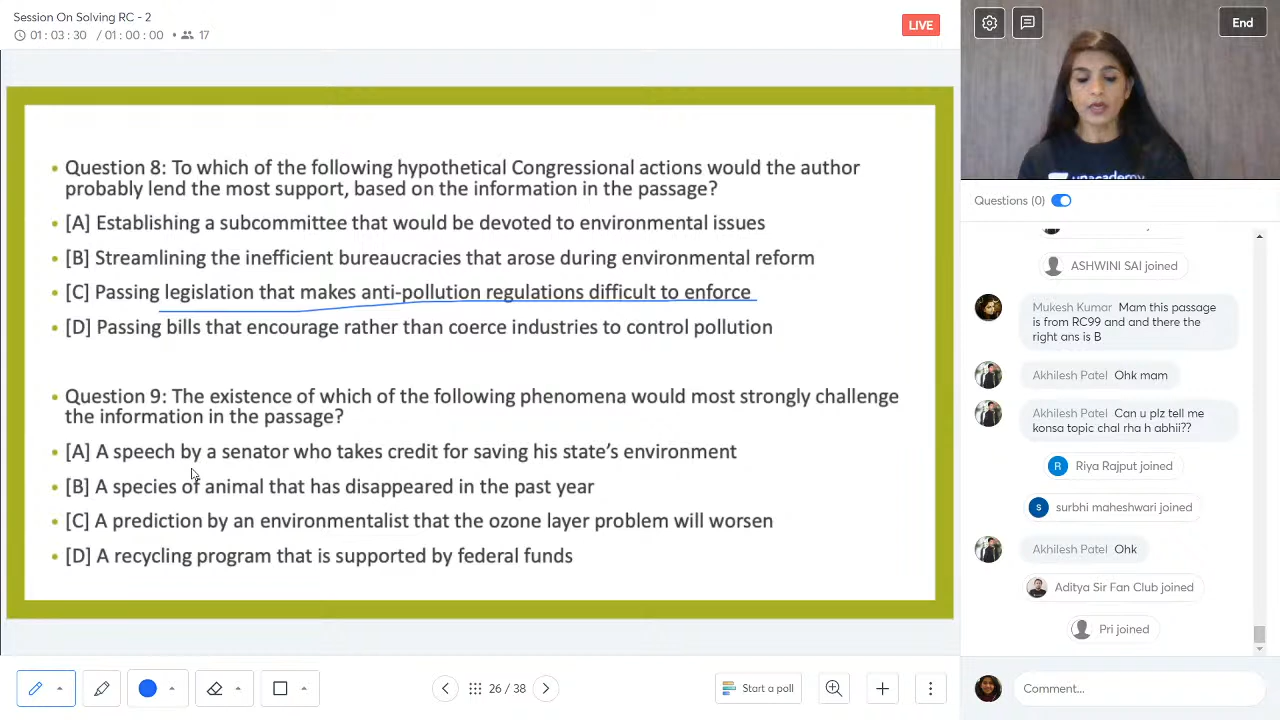 Session On Solving RC - 2
01 : 03 : 30 / 01 : 00 : 00 • 17
LIVE
End
• Question 8: To which of the following hypothetical Congressional actions would the author
probably lend the most support, based on the information in the passage?
• [A] Establishing a subcommittee that would be devoted to environmental issues
• [B] Streamlining the inefficient bureaucracies that arose during environmental reform
• [C] Passing legislation that makes anti-pollution regulations difficult to enforce
• [D] Passing bills that encourage rather than coerce industries to control pollution
• Question 9: The existence of which of the following phenomena would most strongly challenge
the information in the passage?
• [A] A speech by a senator who takes credit for saving his state's environment
• [B] A species of animal that has disappeared in the past year
• [C] A prediction by an environmentalist that the ozone layer problem will worsen
• [D] A recycling program that is supported by federal funds
unacademy
Questions (0)
ASHWINI SAI joined
Mukesh Kumar Mam this passage
is from RC99 and and there the
right ans is B
Akhilesh Patel Ohk mam
Akhilesh Patel Can u plz tell me
konsa topic chal rha h abhii??
R Riya Rajput joined
s surbhi maheshwari joined
Akhilesh Patel Ohk
Aditya Sir Fan Club joined
Pri joined
26 / 38
Start a poll
Comment...